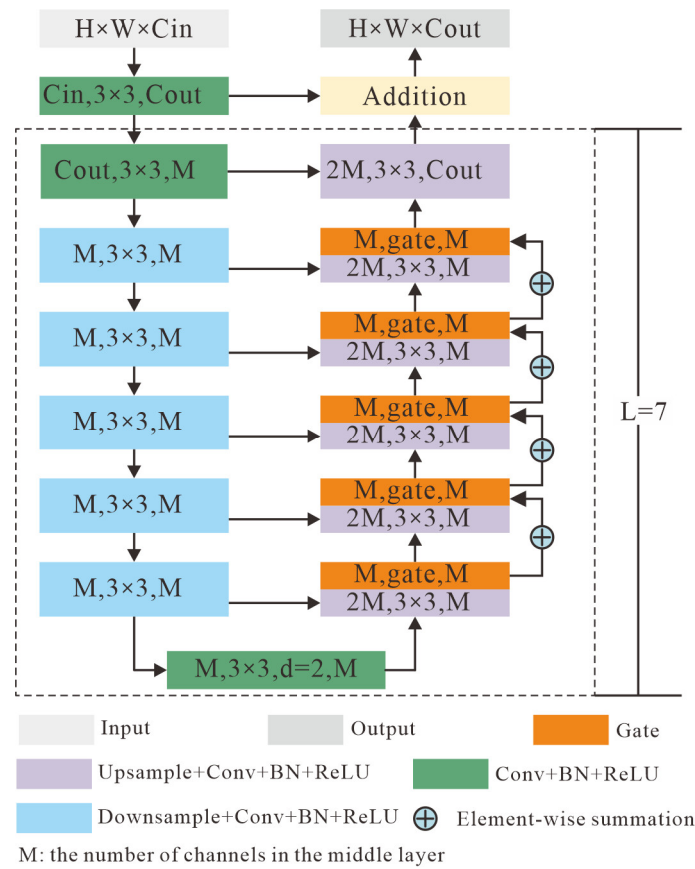 H×W×Cin
H×W×Cout
Cin,3×3,Cout
Addition
Cout,3×3,M
2M,3×3,Cout
M,3×3,M
M,gate,M
2M,3×3,M
M,3×3,M
M,gate,M
2M,3×3,M
L=7
M,3×3,M
M,gate,M
2M,3×3,M
M,3×3,M
M,gate,M
2M,3×3,M
M,3×3,M
M,gate,M
2M,3×3,M
M,3×3,d=2,M
Input
Output
Gate
Upsample+Conv+BN+ReLU
Conv+BN+ReLU
Downsample+Conv+BN+ReLU
Element-wise summation
M: the number of channels in the middle layer